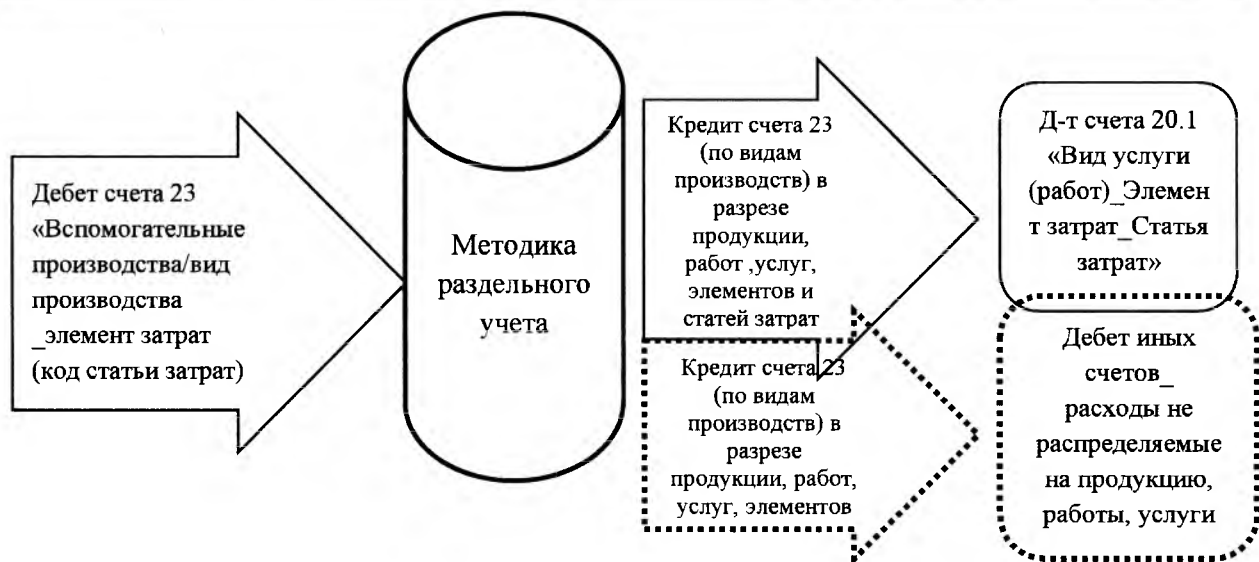 Дебет счета 23
«Вспомогательные
производства/вид
производства
_элемент затрат
(код статьи затрат)
Методика
раздельного
учета
Кредит счета 23
(по видам
производств) в
разрезе
продукции,
работ ,услуг,
элементов и
статей затрат
Кредит счета 23
(по видам
производств) в
разрезе
продукции, работ,
услуг, элементов
Д-т счета 20.1
«Вид услуги
(работ)_Элемен
т затрат_Статья
затрат»
Дебет иных
счетов_
расходы не
распределяемые
на продукцию,
работы, услуги